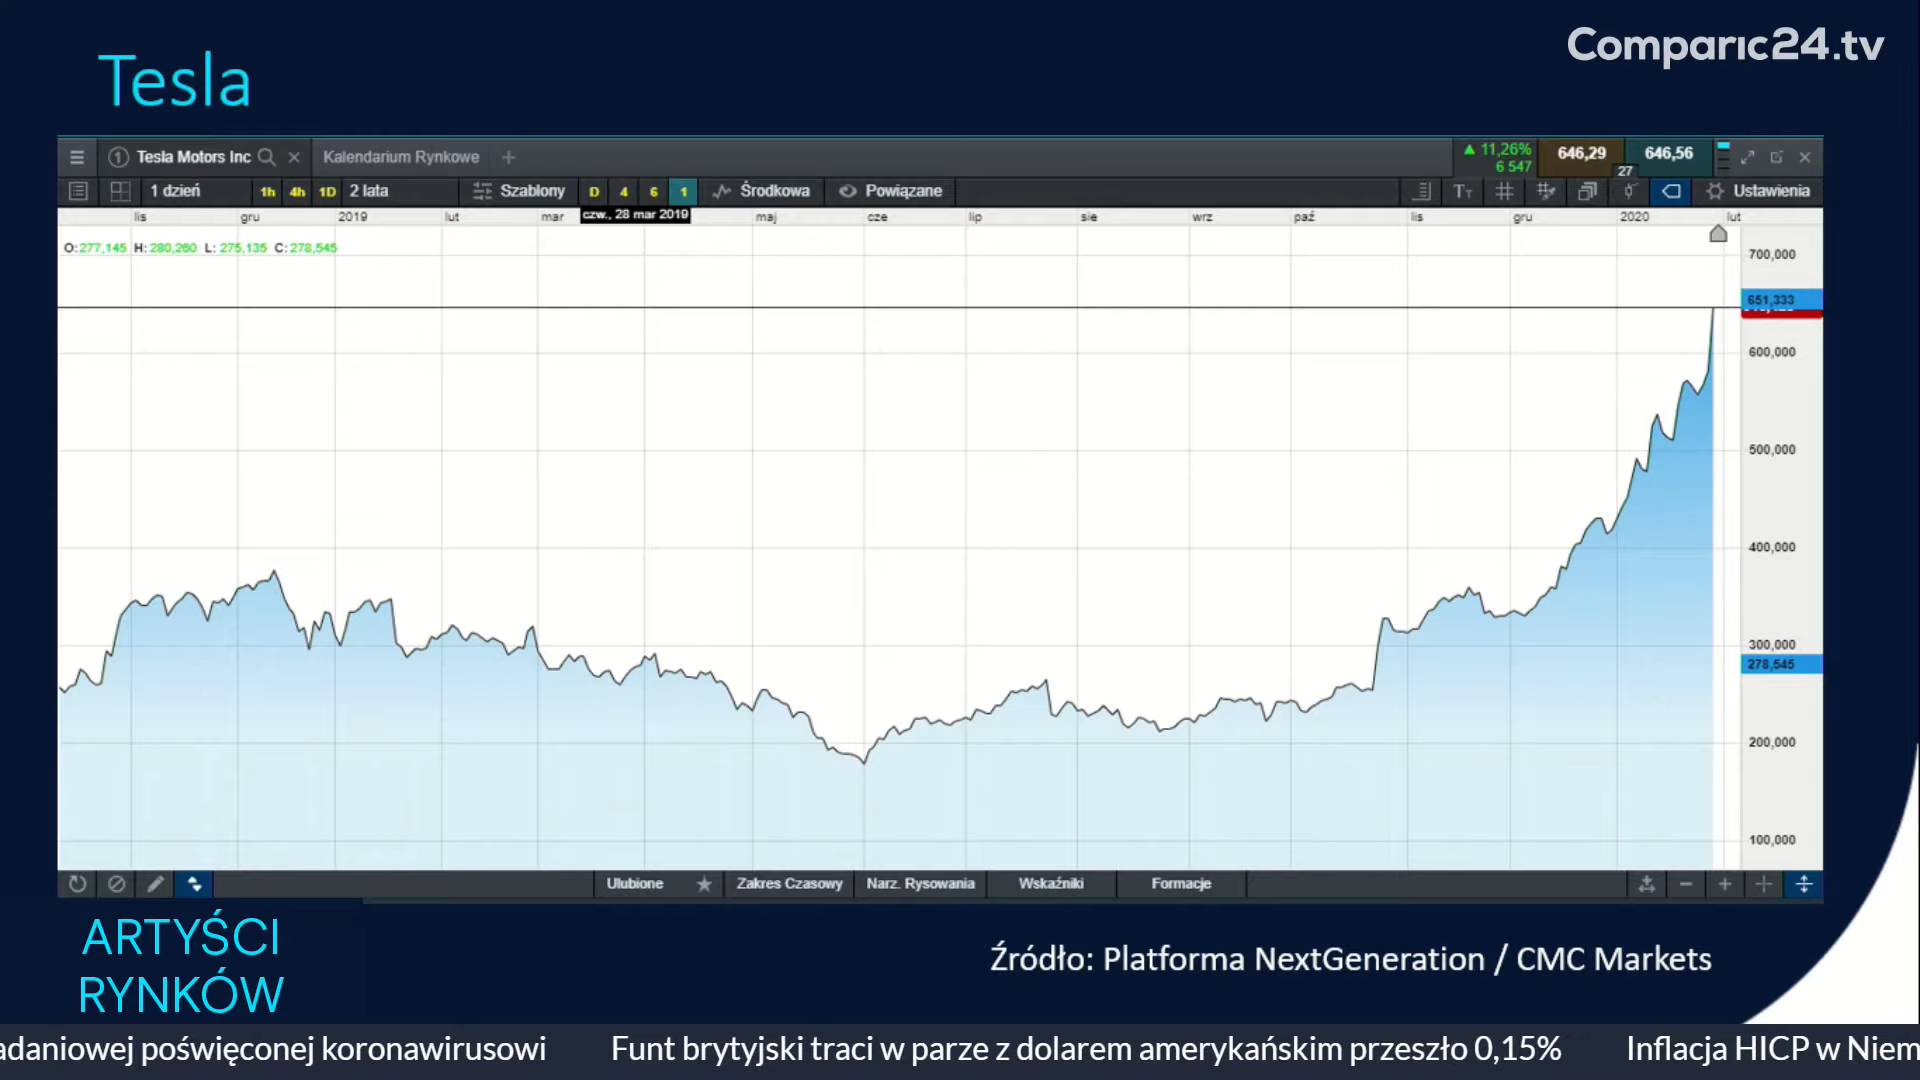 Comparic24.tv
Tesla
1 Tesla Motors Inc Kalendarium Rynkowe
11,26%
6 547
646,29 27 646,56
1 dzień 1h 4h 1D 2 lata Szablony D 4 6 1 Środkowa Powiązane Ustawienia
lis gru 2019 lut mar czw., 28 mar 2019 maj cze lip sie wrz paź lis gru 2020 lut
O:277,145 H:280,260 L:275,135 C:278,545
700,000
651,333
600,000
500,000
400,000
300,000
278,545
200,000
100,000
Ulubione Zakres Czasowy Narz. Rysowania Wskaźniki Formacje
ARTYŚCI
RYNKÓW
Źródło: Platforma NextGeneration / CMC Markets
adaniowej poświęconej koronawirusowi Funt brytyjski traci w parze z dolarem amerykańskim przeszło 0,15% Inflacja HICP w Niem